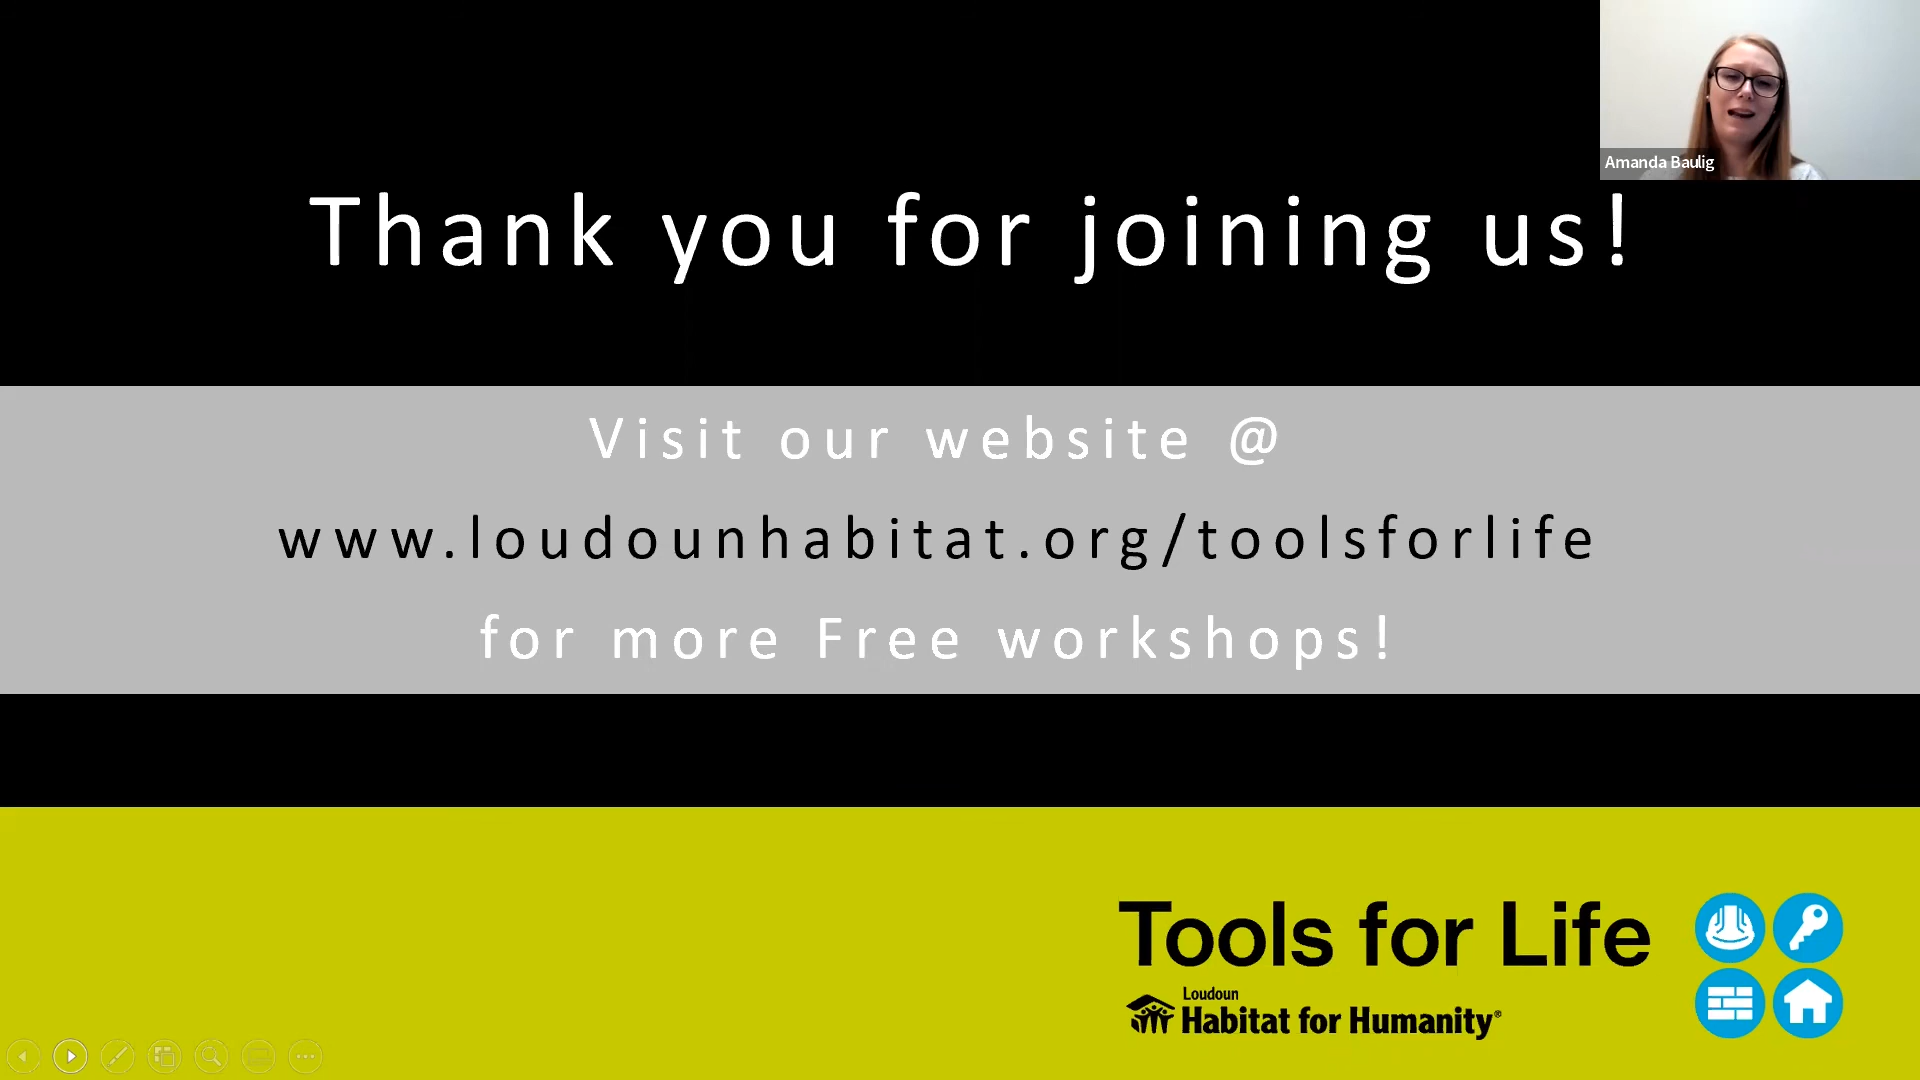 Amanda Baulig
Thank you for joining us!
Visit our website @
www.loudounhabitat.org/toolsforlife
for more Free workshops!
Tools for Life
Loudoun
Habitat for Humanity®